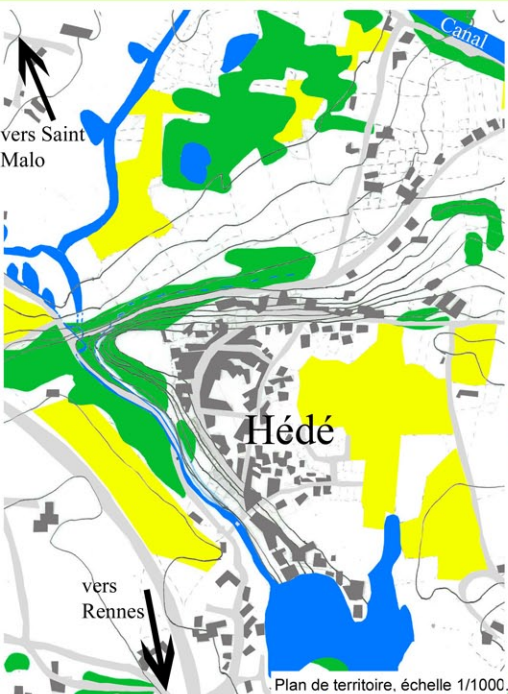 Canal
vers Saint
Malo
Hédé
vers
Rennes
Plan de territoire, échelle 1/1000